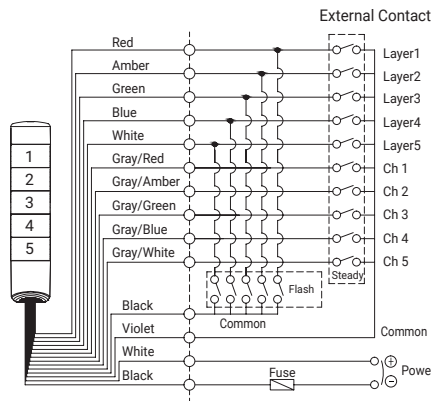 External Contact
Red
Layer1
Amber
Layer2
Green
Layer3
Blue
Layer4
White
Layer5
Gray/Red
Ch 1
Gray/Amber
Ch 2
Gray/Green
Ch 3
Gray/Blue
Ch 4
Gray/White
Ch 5
1
2
3
4
5
Steady
Flash
Black
Common
Violet
Common
White
Fuse
Powe
Black